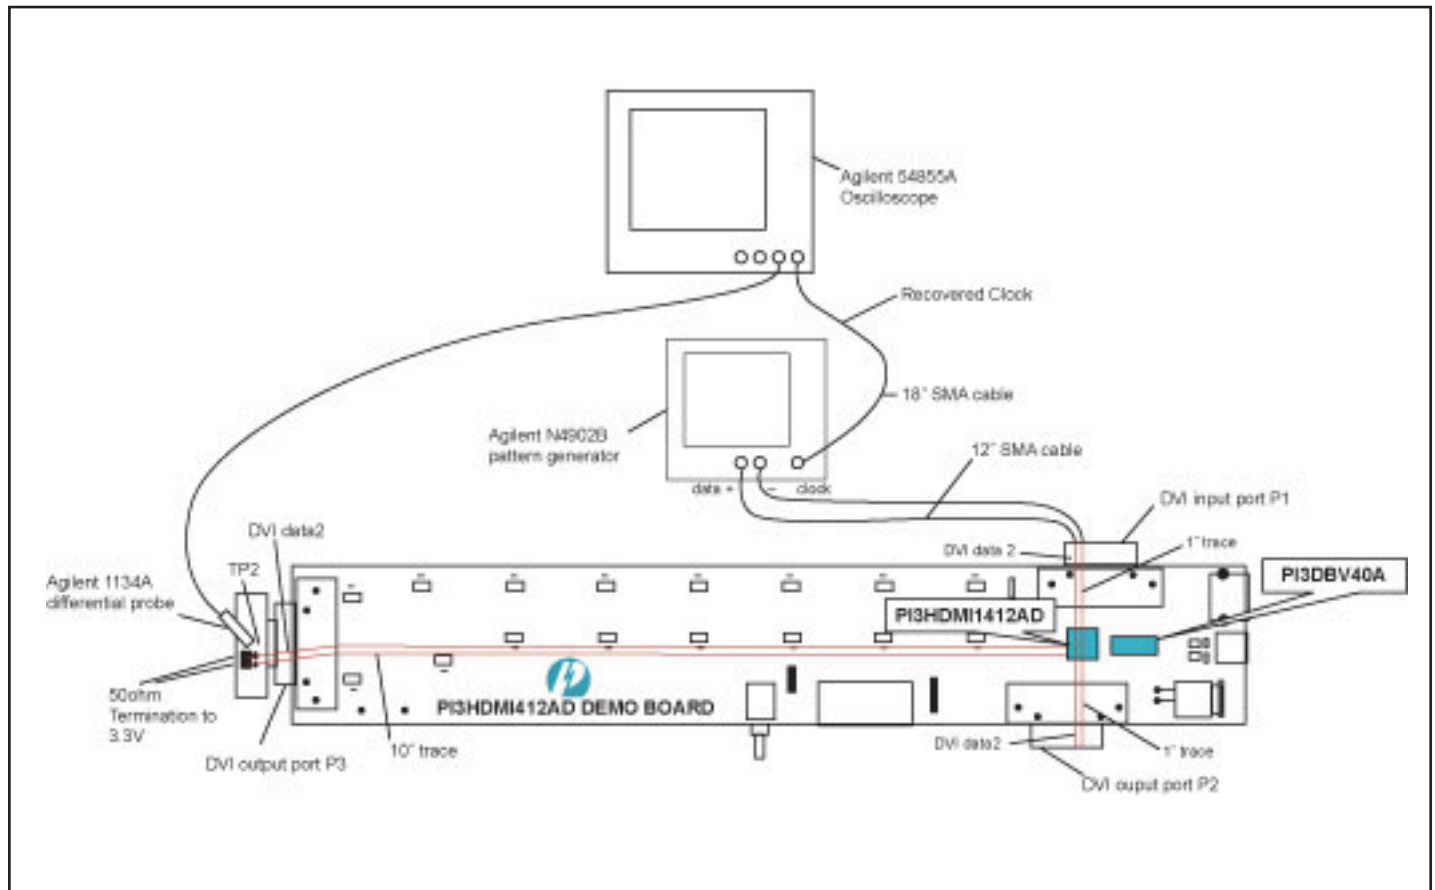 Agilent 54855A
Oscilloscope
Recovered Clock
18" SMA cable
Agilent N4902B
pattern generator
12" SMA cable
data +
–
clock
DVI input port P1
DVI data2
DVI data 2
1" trace
TP2
PI3DBV40A
Agilent 1134A
differential probe
PI3HDMI1412AD
50ohm
Termination to
3.3V
PI3HDMI412AD DEMO BOARD
DVI data2
10" trace
1" trace
DVI output port P3
DVI ouput port P2